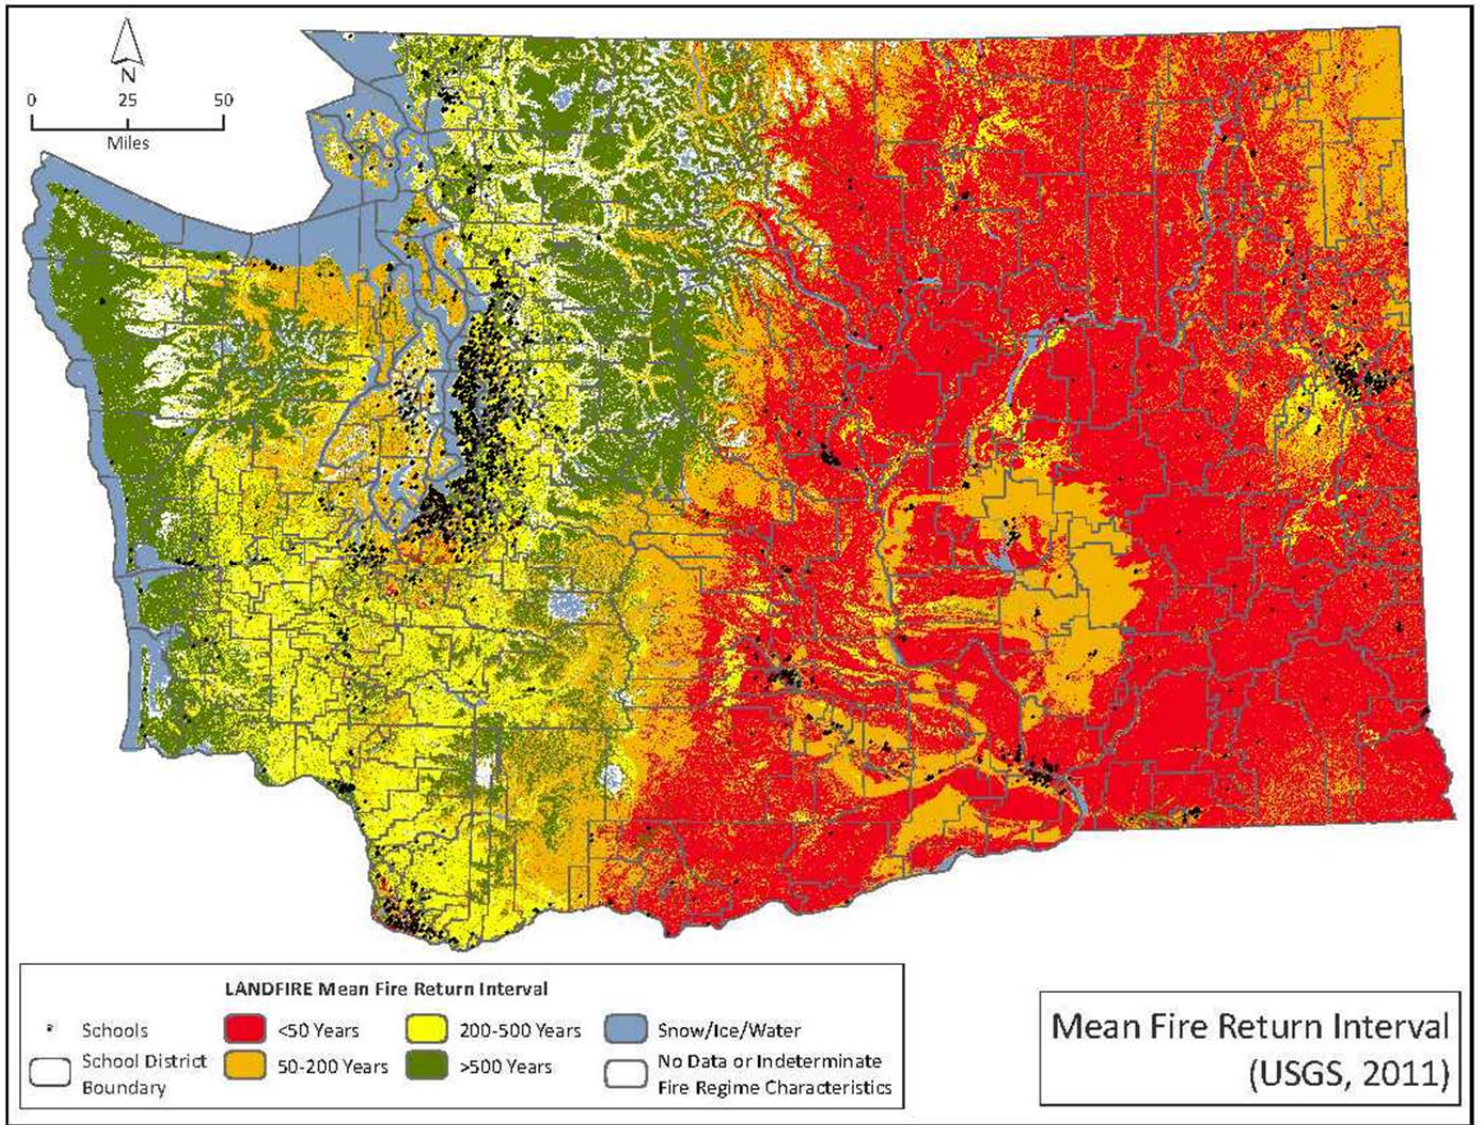 N
0 25 50
Miles
LANDFIRE Mean Fire Return Interval
Schools
School District
Boundary
<50 Years
50-200 Years
200-500 Years
>500 Years
Snow/Ice/Water
No Data or Indeterminate
Fire Regime Characteristics
Mean Fire Return Interval
(USGS, 2011)